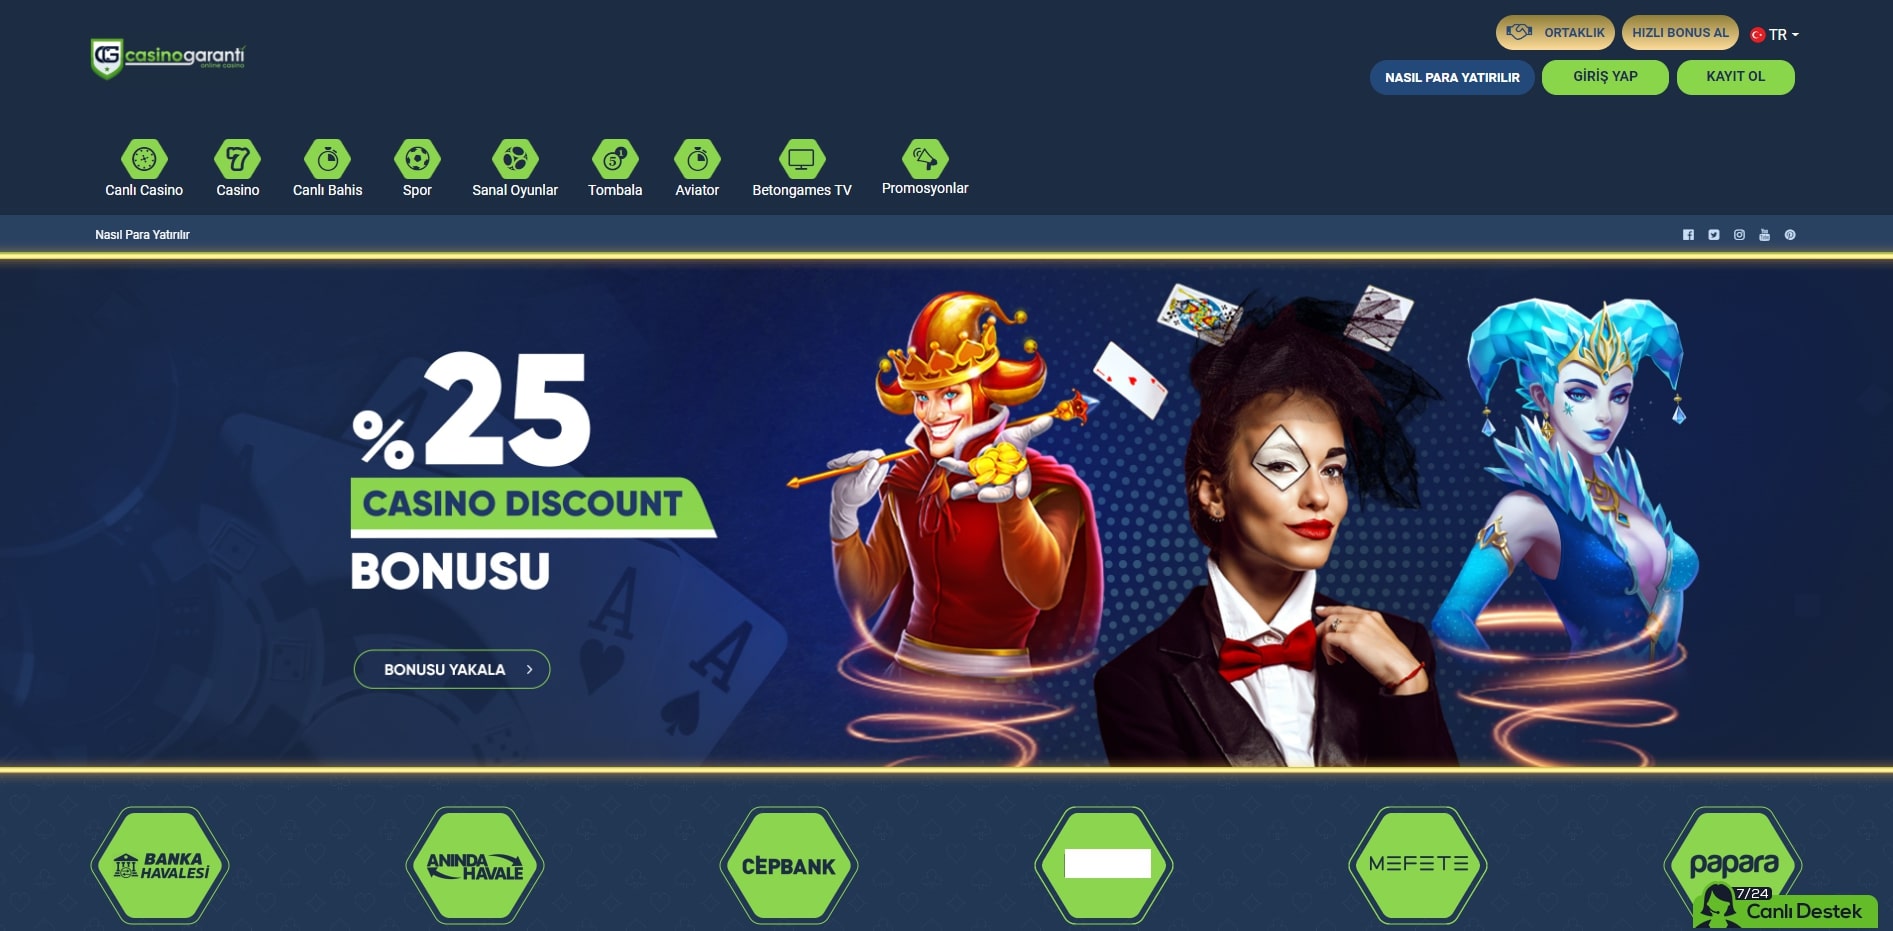 casinogaranti
online casino
ORTAKLIK
HIZLI BONUS AL
TR
NASIL PARA YATIRILIR
GİRİŞ YAP
KAYIT OL
Canlı Casino
Casino
Canlı Bahis
Spor
Sanal Oyunlar
Tombala
Aviator
Betongames TV
Promosyonlar
Nasıl Para Yatırılır
%25
CASINO DISCOUNT
BONUSU
BONUSU YAKALA
A
A
BANKA
HAVALESİ
ANINDA
HAVALE
CEPBANK
MEFETE
papara
7/24
Canlı Destek